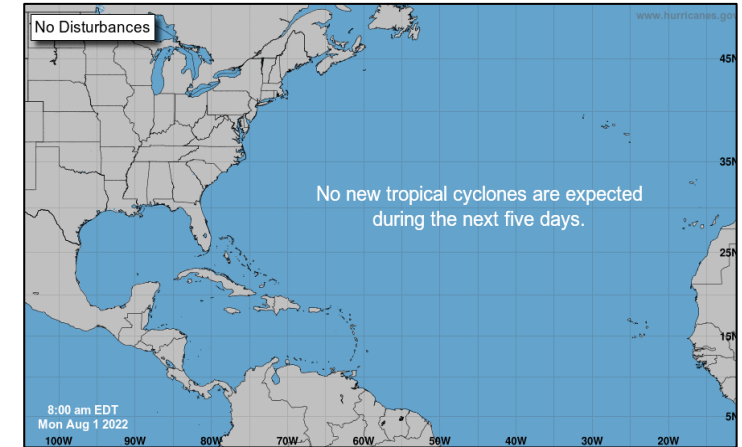 No Disturbances
www.hurricanes.gov
45N
35N
No new tropical cyclones are expected
during the next five days.
25N
15N
8:00 am EDT
Mon Aug 1 2022
5N
100W 90W 80W 70W 60W 50W 40W 30W 20W